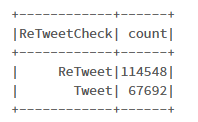 +------------+------+
|ReTweetCheck| count|
+------------+------+
|     ReTweet|114548|
|       Tweet| 67692|
+------------+------+